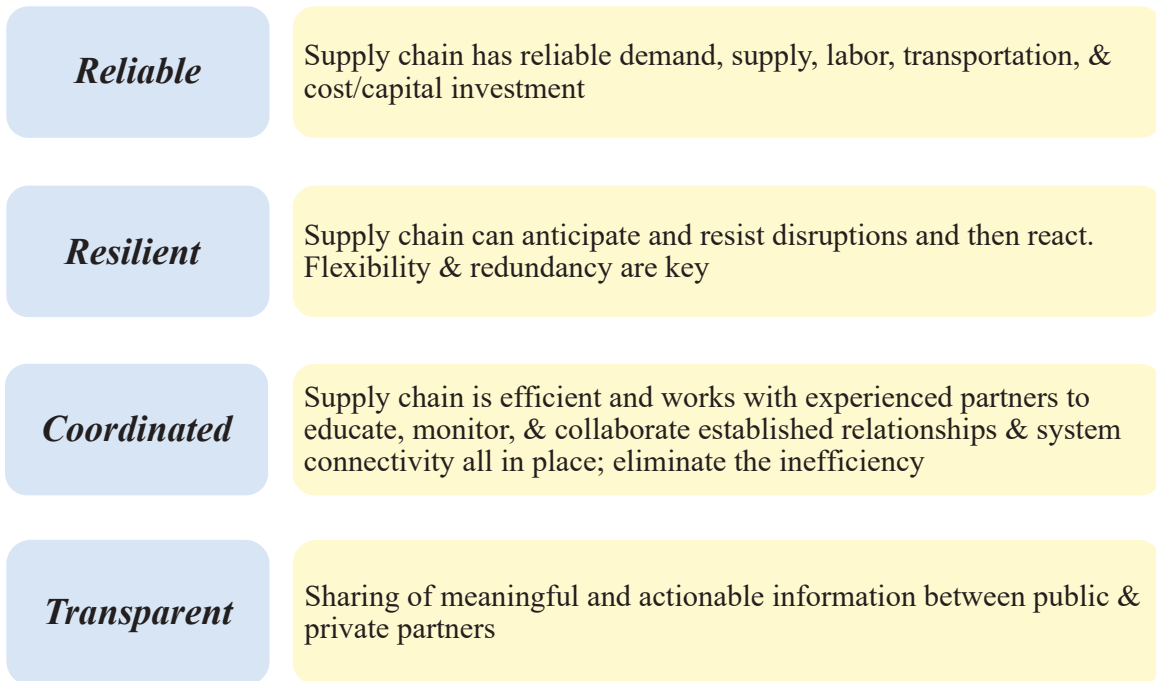 Reliable
Supply chain has reliable demand, supply, labor, transportation, &
cost/capital investment
Resilient
Supply chain can anticipate and resist disruptions and then react.
Flexibility & redundancy are key
Coordinated
Supply chain is efficient and works with experienced partners to
educate, monitor, & collaborate established relationships & system
connectivity all in place; eliminate the inefficiency
Transparent
Sharing of meaningful and actionable information between public &
private partners